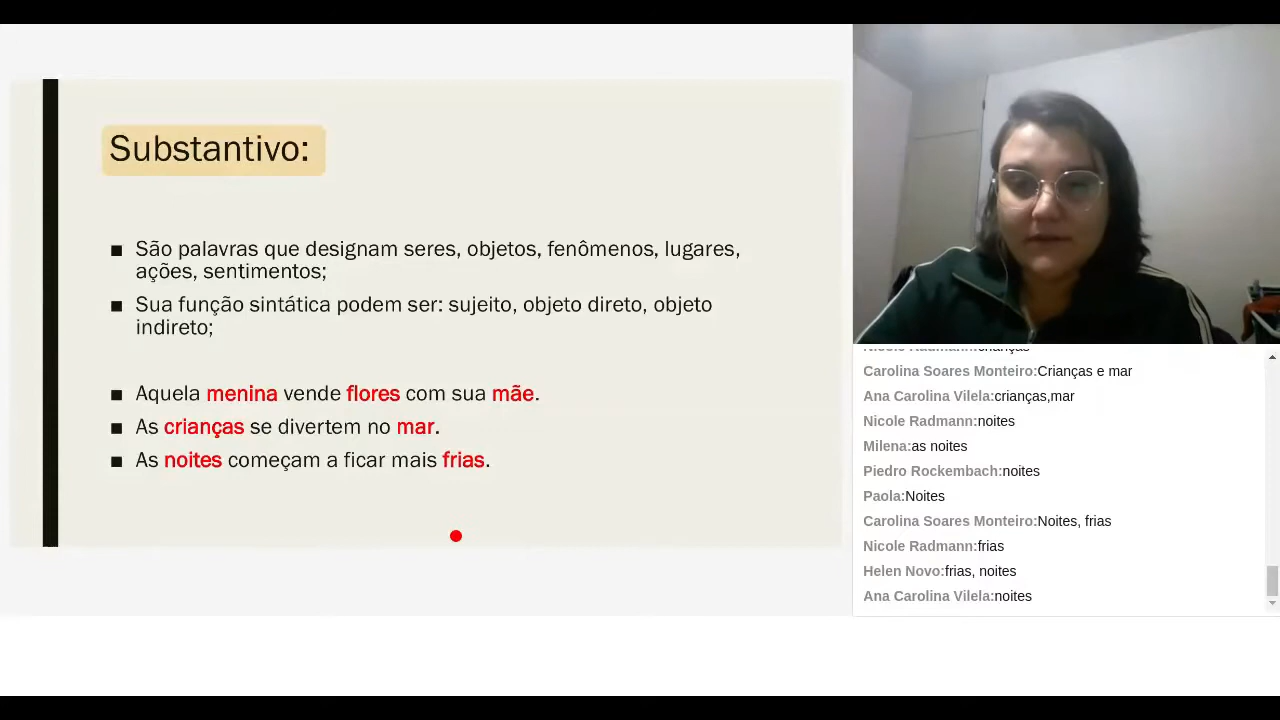 Substantivo:
■ São palavras que designam seres, objetos, fenômenos, lugares,
ações, sentimentos;
■ Sua função sintática podem ser: sujeito, objeto direto, objeto
indireto;
■ Aquela menina vende flores com sua mãe.
■ As crianças se divertem no mar.
■ As noites começam a ficar mais frias.
Nicole Radmann:crianças
Carolina Soares Monteiro:Crianças e mar
Ana Carolina Vilela:crianças,mar
Nicole Radmann:noites
Milena:as noites
Piedro Rockembach:noites
Paola:Noites
Carolina Soares Monteiro:Noites, frias
Nicole Radmann:frias
Helen Novo:frias, noites
Ana Carolina Vilela:noites